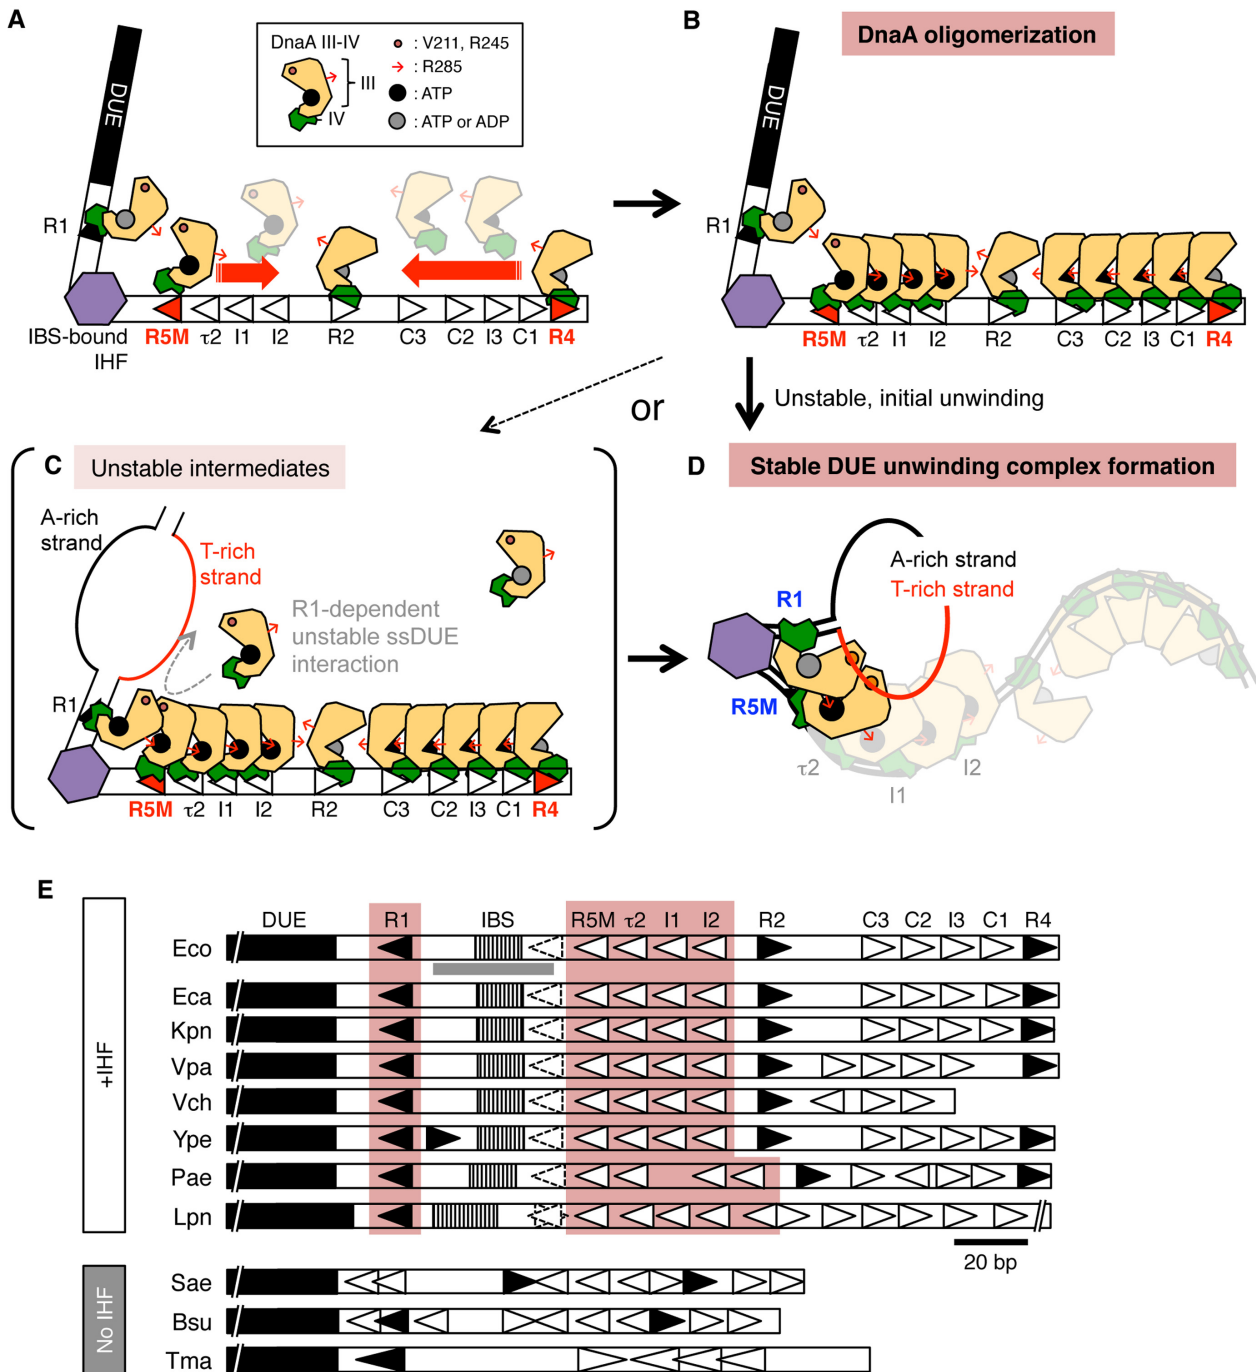 A
DnaA III-IV
III
IV
: V211, R245
: R285
: ATP
: ATP or ADP
DUE
R1
IBS-bound
IHF
R5M τ2 I1 I2 R2 C3 C2 I3 C1 R4
B
DnaA oligomerization
DUE
R1
R5M τ2 I1 I2 R2 C3 C2 I3 C1 R4
or
Unstable, initial unwinding
C
Unstable intermediates
A-rich
strand
T-rich
strand
R1-dependent
unstable ssDUE
interaction
R1
R5M τ2 I1 I2 R2 C3 C2 I3 C1 R4
D
Stable DUE unwinding complex formation
A-rich strand
T-rich strand
R1
R5M
τ2
I1
I2
E
+IHF
DUE R1 IBS R5M τ2 I1 I2 R2 C3 C2 I3 C1 R4
Eco
Eca
Kpn
Vpa
Vch
Ype
Pae
Lpn
20 bp
No IHF
Sae
Bsu
Tma